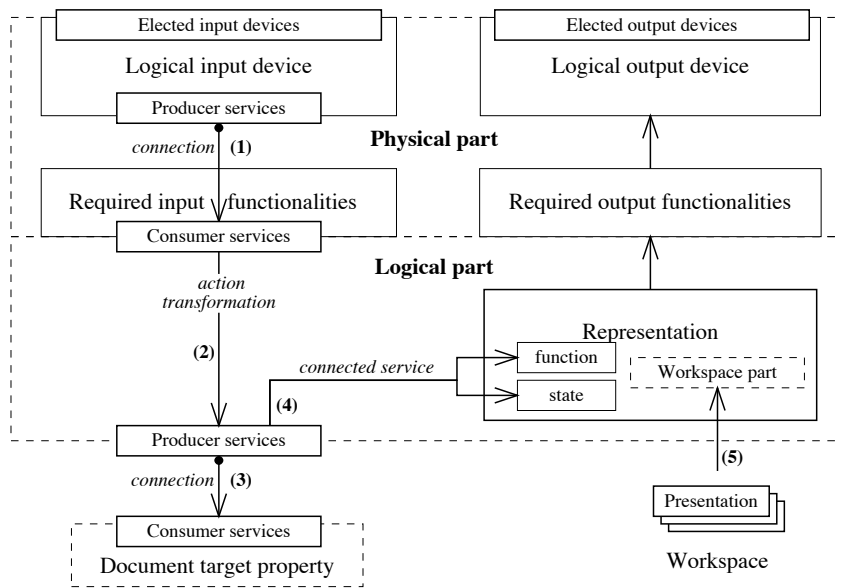 Elected input devices
Elected output devices
Logical input device
Logical output device
Producer services
Physical part
connection
(1)
Required input functionalities
Required output functionalities
Consumer services
Logical part
action
transformation
Representation
function
(2)
connected service
Workspace part
state
(4)
Producer services
(5)
connection
(3)
Presentation
Consumer services
Document target property
Workspace